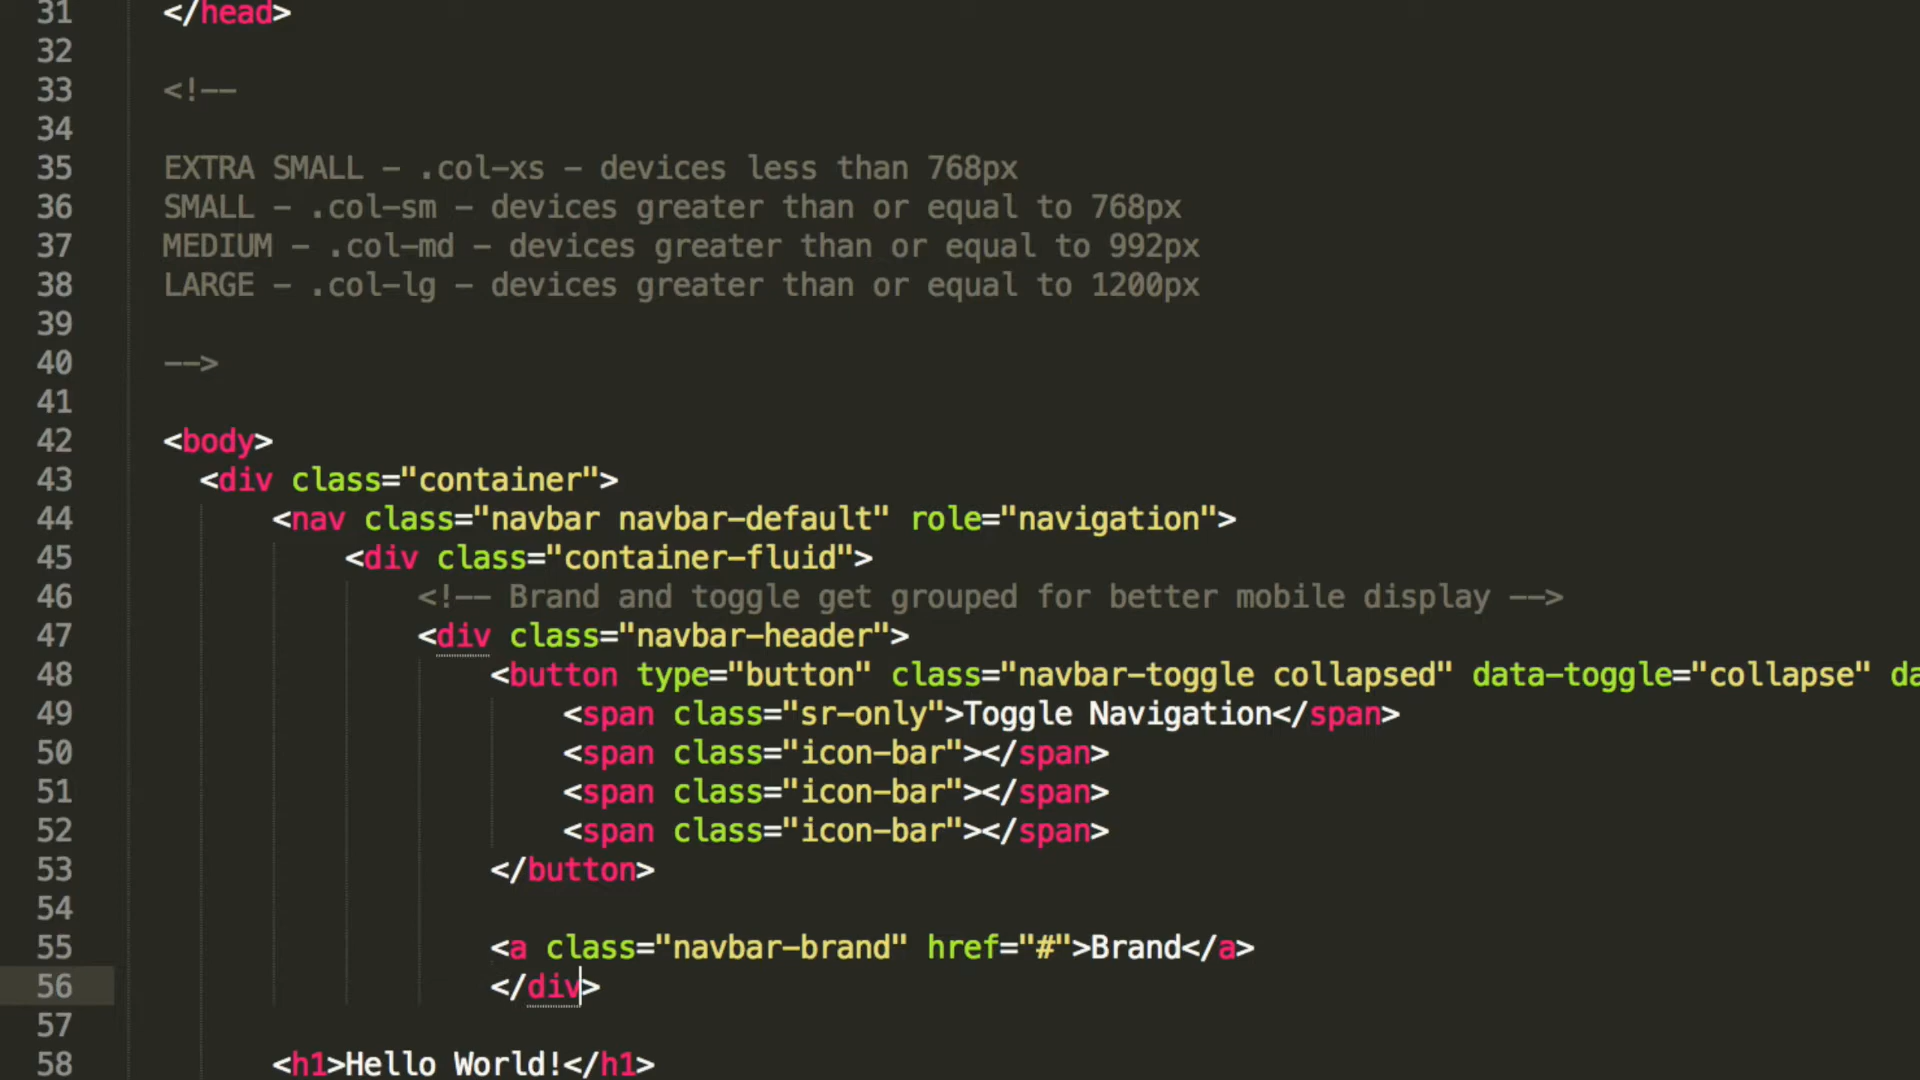 31 </head>
32
33 <!--
34
35 EXTRA SMALL - .col-xs - devices less than 768px
36 SMALL - .col-sm - devices greater than or equal to 768px
37 MEDIUM - .col-md - devices greater than or equal to 992px
38 LARGE - .col-lg - devices greater than or equal to 1200px
39
40 -->
41
42 <body>
43 <div class="container">
44 <nav class="navbar navbar-default" role="navigation">
45 <div class="container-fluid">
46 <!-- Brand and toggle get grouped for better mobile display -->
47 <div class="navbar-header">
48 <button type="button" class="navbar-toggle collapsed" data-toggle="collapse" da
49 <span class="sr-only">Toggle Navigation</span>
50 <span class="icon-bar"></span>
51 <span class="icon-bar"></span>
52 <span class="icon-bar"></span>
53 </button>
54
55 <a class="navbar-brand" href="#">Brand</a>
56 </div>
57
58 <h1>Hello World!</h1>